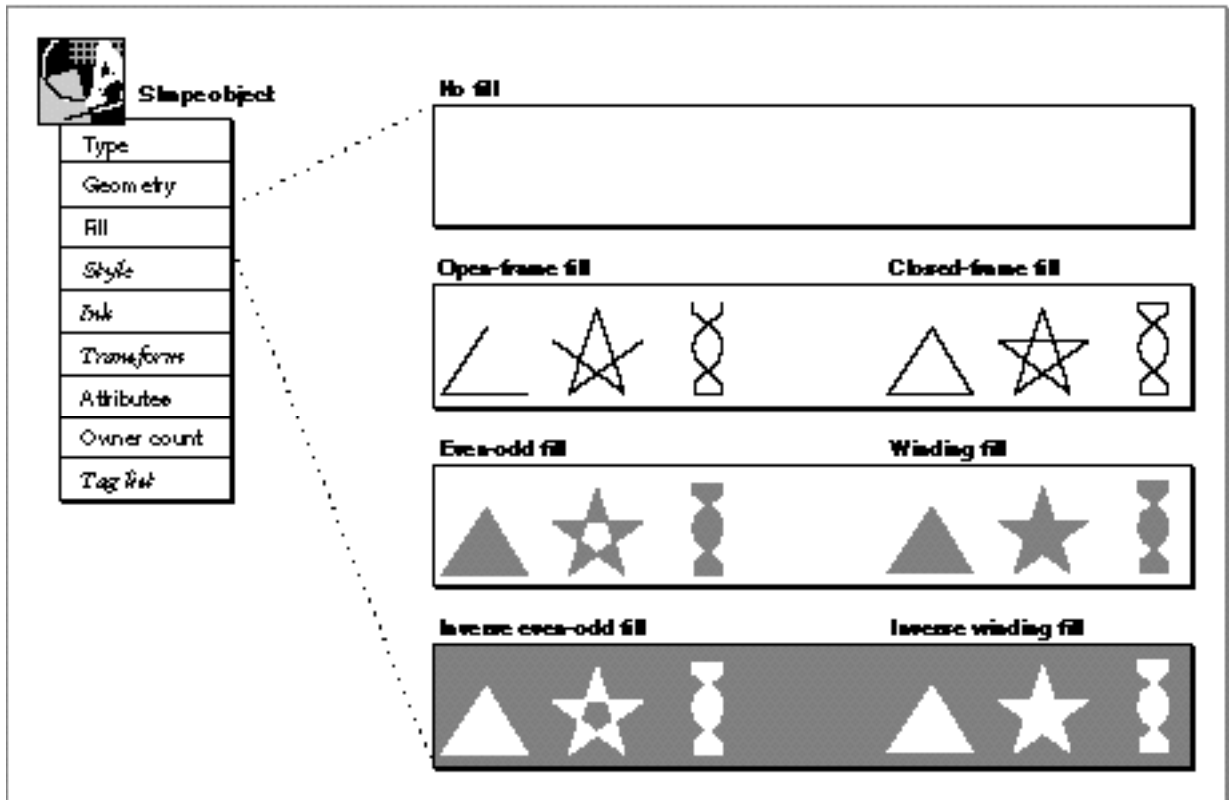 Shape object
Type
Geometry
Fill
Style
Ink
Transform
Attributes
Owner count
Tag list
No fill
Open-frame fill
Closed-frame fill
Even-odd fill
Winding fill
Inverse even-odd fill
Inverse winding fill